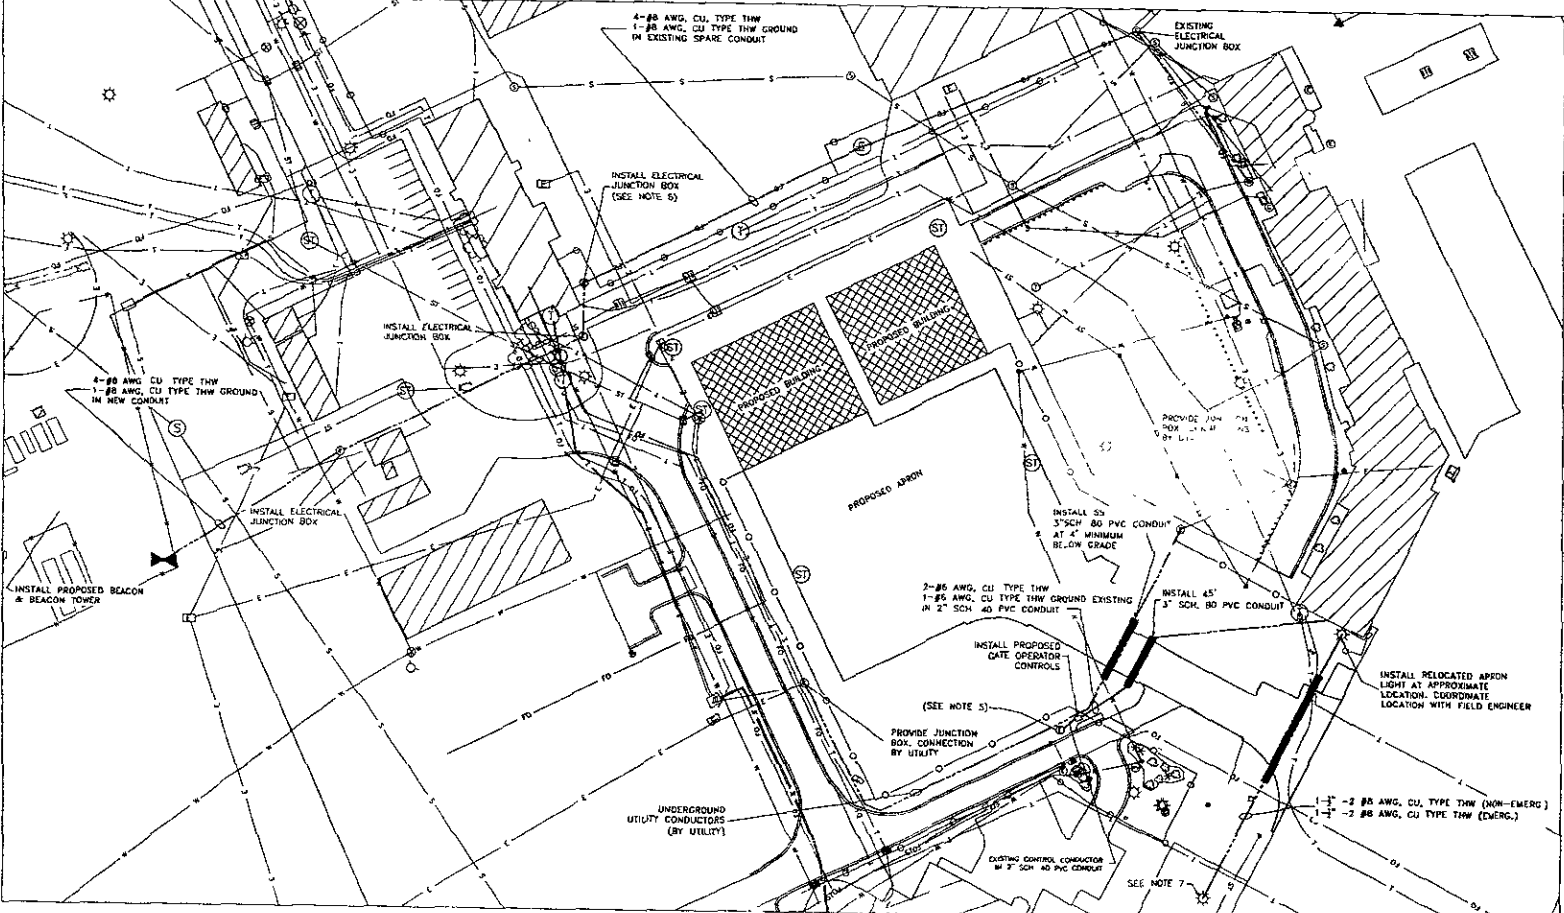 4-#8 AWG, CU, TYPE THW
1-#8 AWG, CU TYPE THW GROUND
IN EXISTING SPARE CONDUIT
EXISTING
ELECTRICAL
JUNCTION BOX
INSTALL ELECTRICAL
JUNCTION BOX
(SEE NOTE 5)
INSTALL ELECTRICAL
JUNCTION BOX
4-#8 AWG CU TYPE THW
1-#8 AWG, CU TYPE THW GROUND
IN NEW CONDUIT
PROPOSED BUILDING
PROPOSED BUILDING
PROPOSED APRON
PROVIDE
BY
INSTALL ELECTRICAL
JUNCTION BOX
INSTALL PROPOSED BEACON
& BEACON TOWER
INSTALL 55'
3" SCH 80 PVC CONDUIT
AT 4' MINIMUM
BELOW GRADE
2-#6 AWG, CU TYPE THW
1-#6 AWG, CU TYPE THW GROUND EXISTING
IN 2" SCH 40 PVC CONDUIT
INSTALL 45'
3" SCH. 80 PVC CONDUIT
INSTALL PROPOSED
GATE OPERATOR
CONTROLS
(SEE NOTE 5)
INSTALL RELOCATED APRON
LIGHT AT APPROXIMATE
LOCATION. COORDINATE
LOCATION WITH FIELD ENGINEER
PROVIDE JUNCTION
BOX, CONNECTION
BY UTILITY
UNDERGROUND
UTILITY CONDUCTORS
(BY UTILITY)
-2 #8 AWG, CU, TYPE THW (NON-EMERG)
-2 #8 AWG, CU TYPE THW (EMERG.)
EXISTING CONTROL CONDUCTOR
IN 2" SCH 40 PVC CONDUIT
SEE NOTE 7